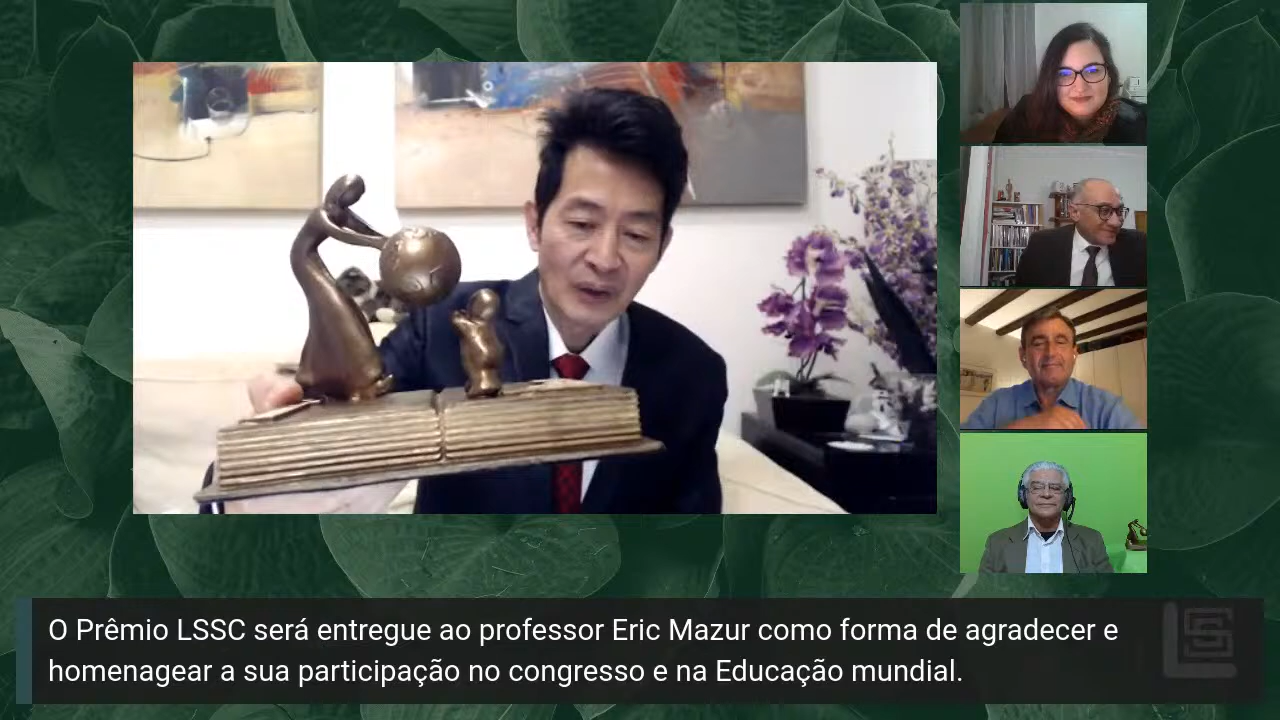 O Prêmio LSSC será entregue ao professor Eric Mazur como forma de agradecer e
homenagear a sua participação no congresso e na Educação mundial.